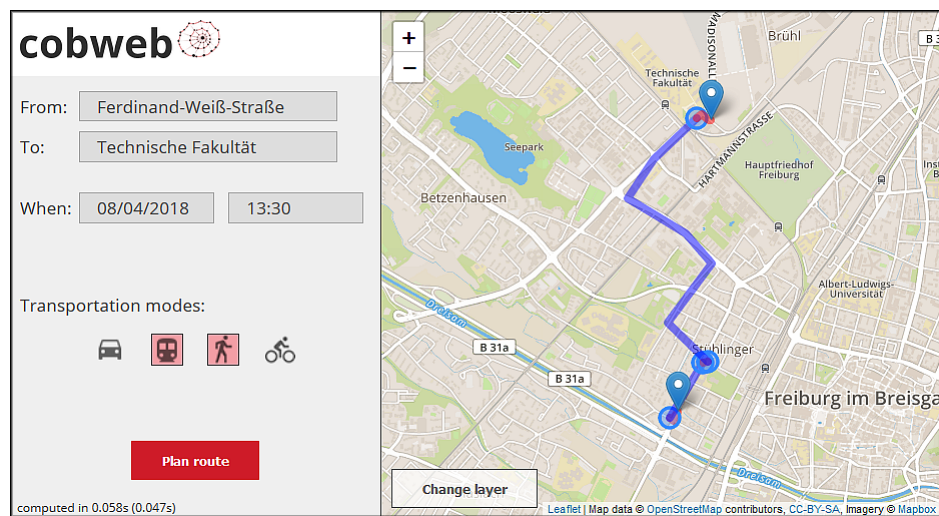 cobweb
From: Ferdinand-Weiß-Straße
To: Technische Fakultät
When: 08/04/2018 13:30
Transportation modes:
Plan route
computed in 0.058s (0.047s)
+
−
MADISONALL
Brühl
B 3
Technische
Fakultät
HARTMANNSTRASSE
Seepark
Hauptfriedhof
Freiburg
Betzenhausen
Albert-Ludwigs-
Universität
Dreisam
B 31a
Stühlinger
B 31a
Freiburg im Breisga
Dreisam
Change layer
Leaflet | Map data © OpenStreetMap contributors, CC-BY-SA, Imagery © Mapbox